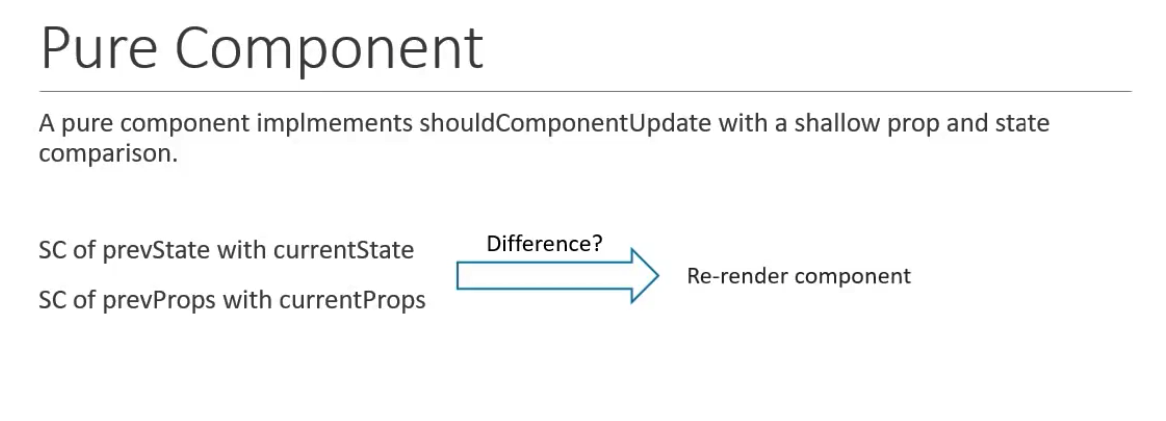 Pure Component
A pure component implmements shouldComponentUpdate with a shallow prop and state
comparison.
SC of prevState with currentState
Difference?
Re-render component
SC of prevProps with currentProps